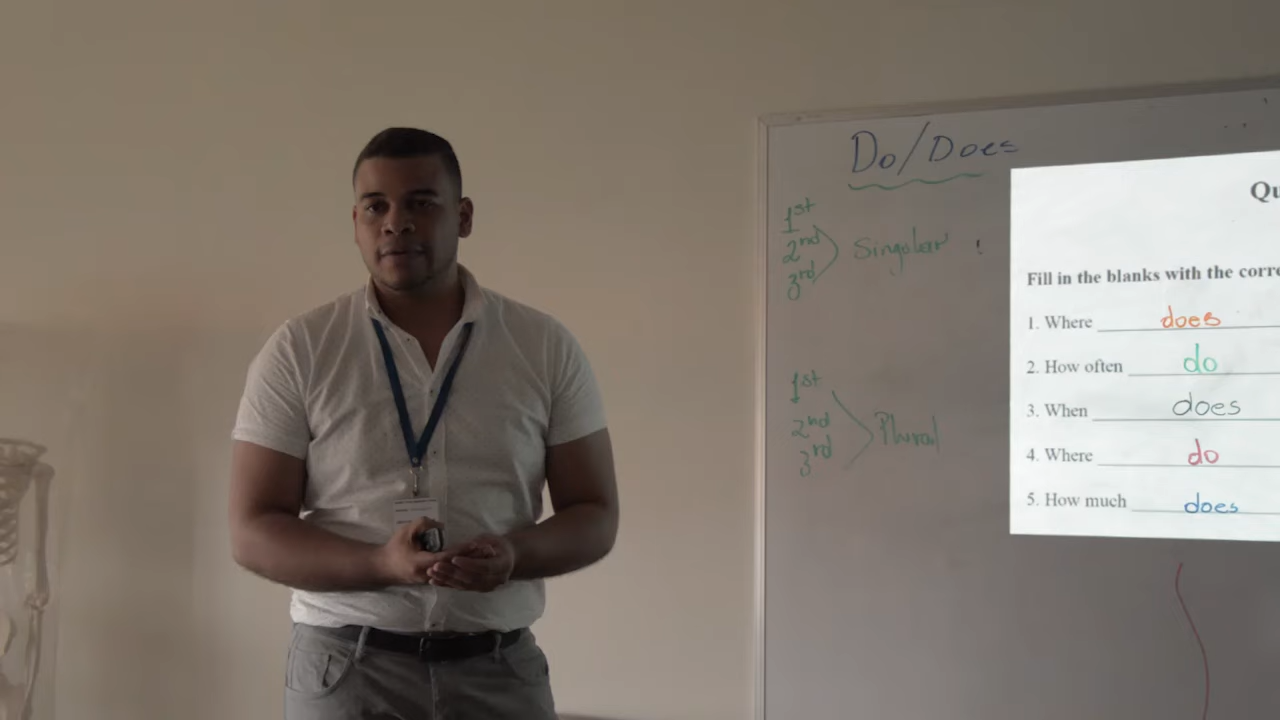 Do/Does
1st
2nd
3rd
Singular
1st
2nd
3rd
Plural
Qu
Fill in the blanks with the corre
1. Where does
2. How often do
3. When does
4. Where do
5. How much does